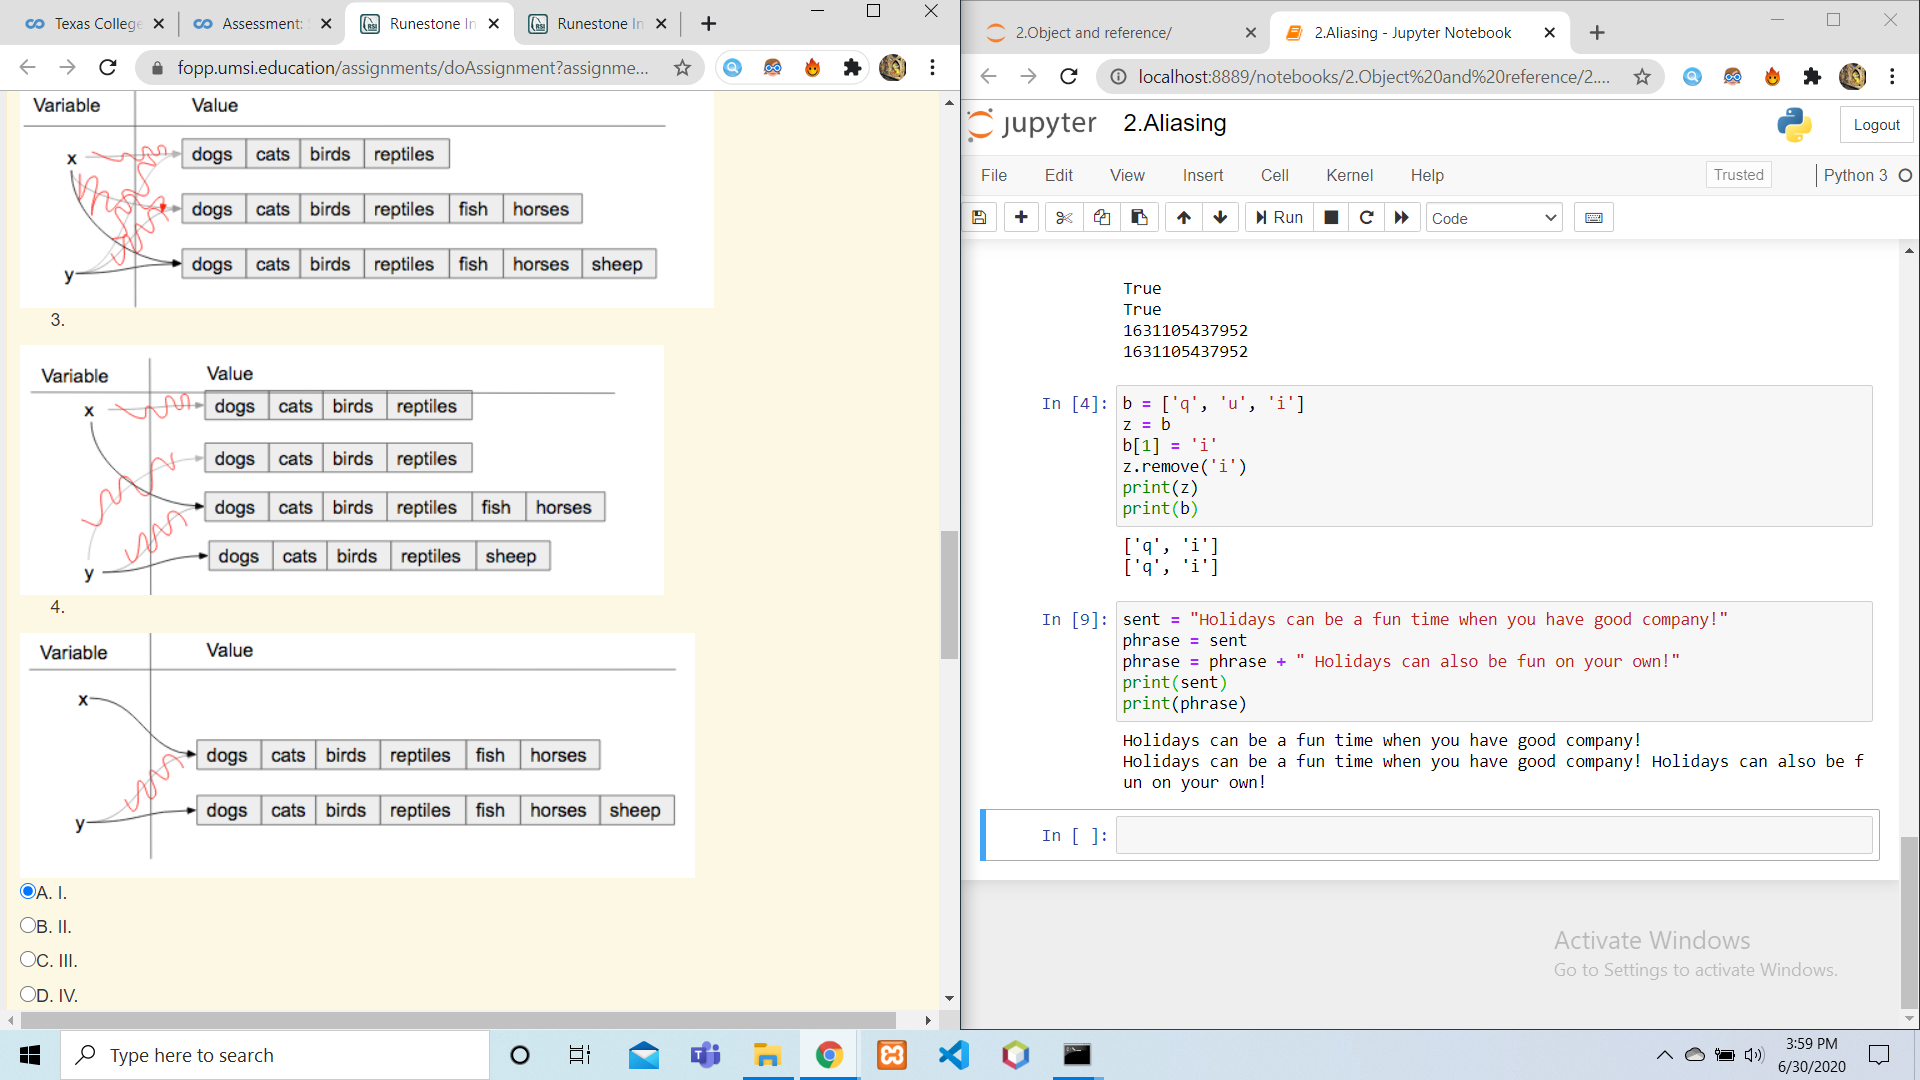 Texas College
Assessment:
Runestone In
Runestone In
fopp.umsi.education/assignments/doAssignment?assignme...
Variable Value
x dogs cats birds reptiles
dogs cats birds reptiles fish horses
y dogs cats birds reptiles fish horses sheep
3.
Variable Value
x dogs cats birds reptiles
dogs cats birds reptiles
dogs cats birds reptiles fish horses
y dogs cats birds reptiles sheep
4.
Variable Value
x
dogs cats birds reptiles fish horses
y dogs cats birds reptiles fish horses sheep
A. I.
B. II.
C. III.
D. IV.
2.Object and reference/
2.Aliasing - Jupyter Notebook
localhost:8889/notebooks/2.Object%20and%20reference/2....
jupyter 2.Aliasing
Logout
File Edit View Insert Cell Kernel Help Trusted Python 3
Run Code
True
True
1631105437952
1631105437952
In [4]: b = ['q', 'u', 'i']
z = b
b[1] = 'i'
z.remove('i')
print(z)
print(b)
['q', 'i']
['q', 'i']
In [9]: sent = "Holidays can be a fun time when you have good company!"
phrase = sent
phrase = phrase + " Holidays can also be fun on your own!"
print(sent)
print(phrase)
Holidays can be a fun time when you have good company!
Holidays can be a fun time when you have good company! Holidays can also be f
un on your own!
In [ ]:
Activate Windows
Go to Settings to activate Windows.
Type here to search
3:59 PM
6/30/2020